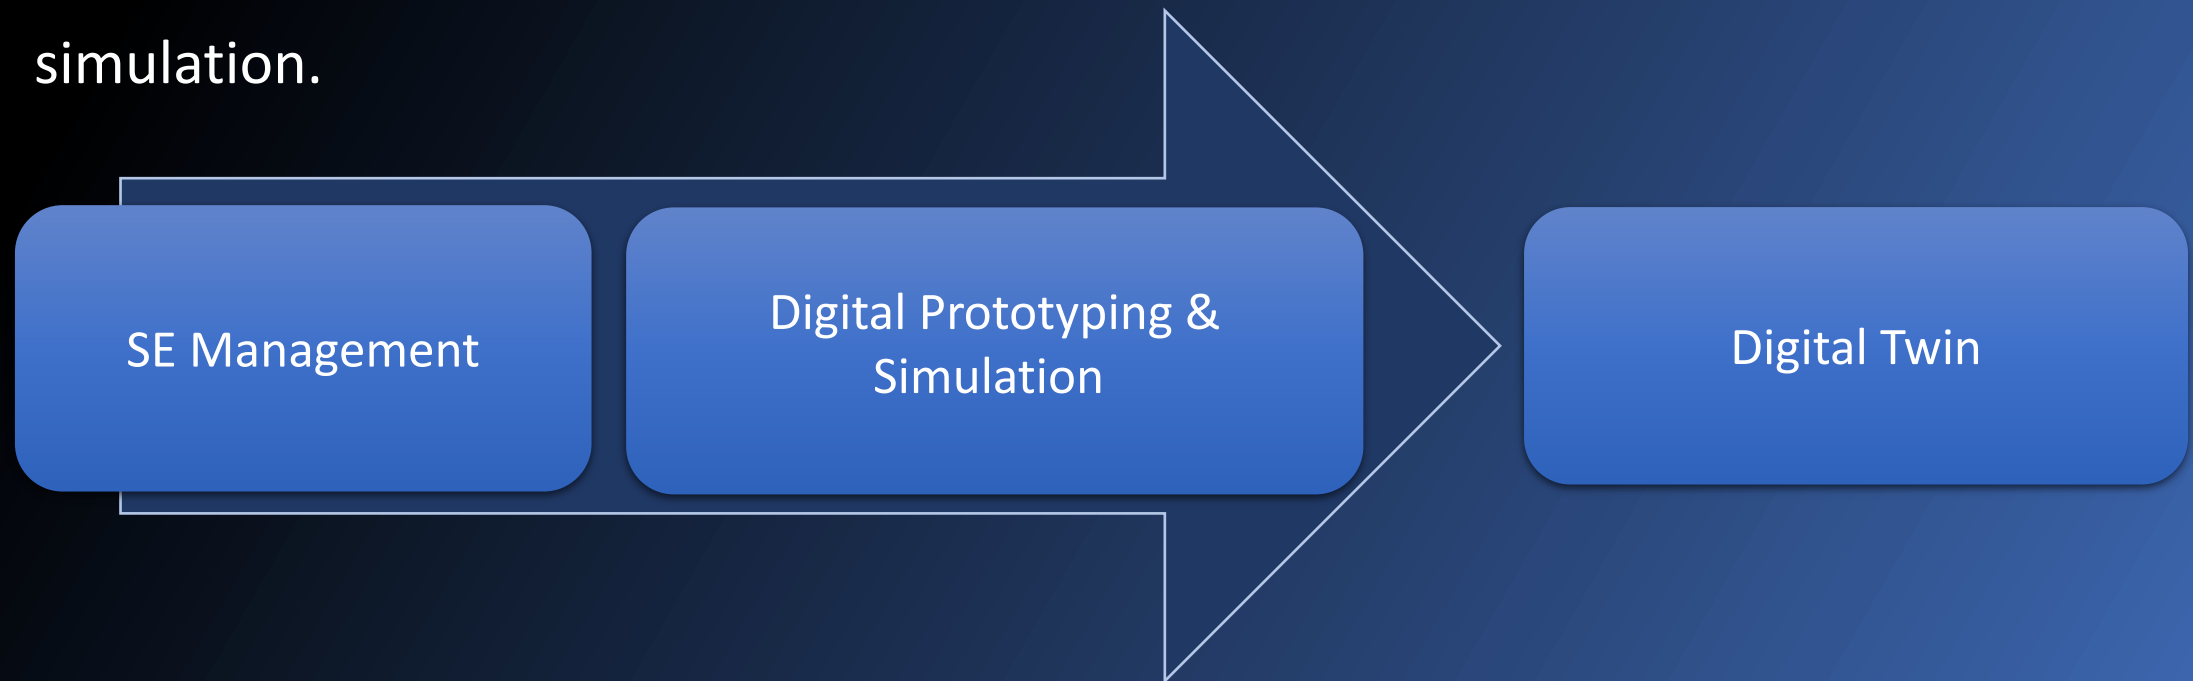 simulation.
SE Management
Digital Prototyping &
Simulation
Digital Twin